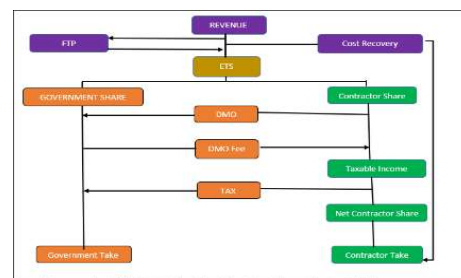 REVENUE
FTP
Cost Recovery
ETS
GOVERNMENT SHARE
Contractor Share
DMO
DMO Fee
Taxable Income
TAX
Net Contractor Share
Government Take
Contractor Take